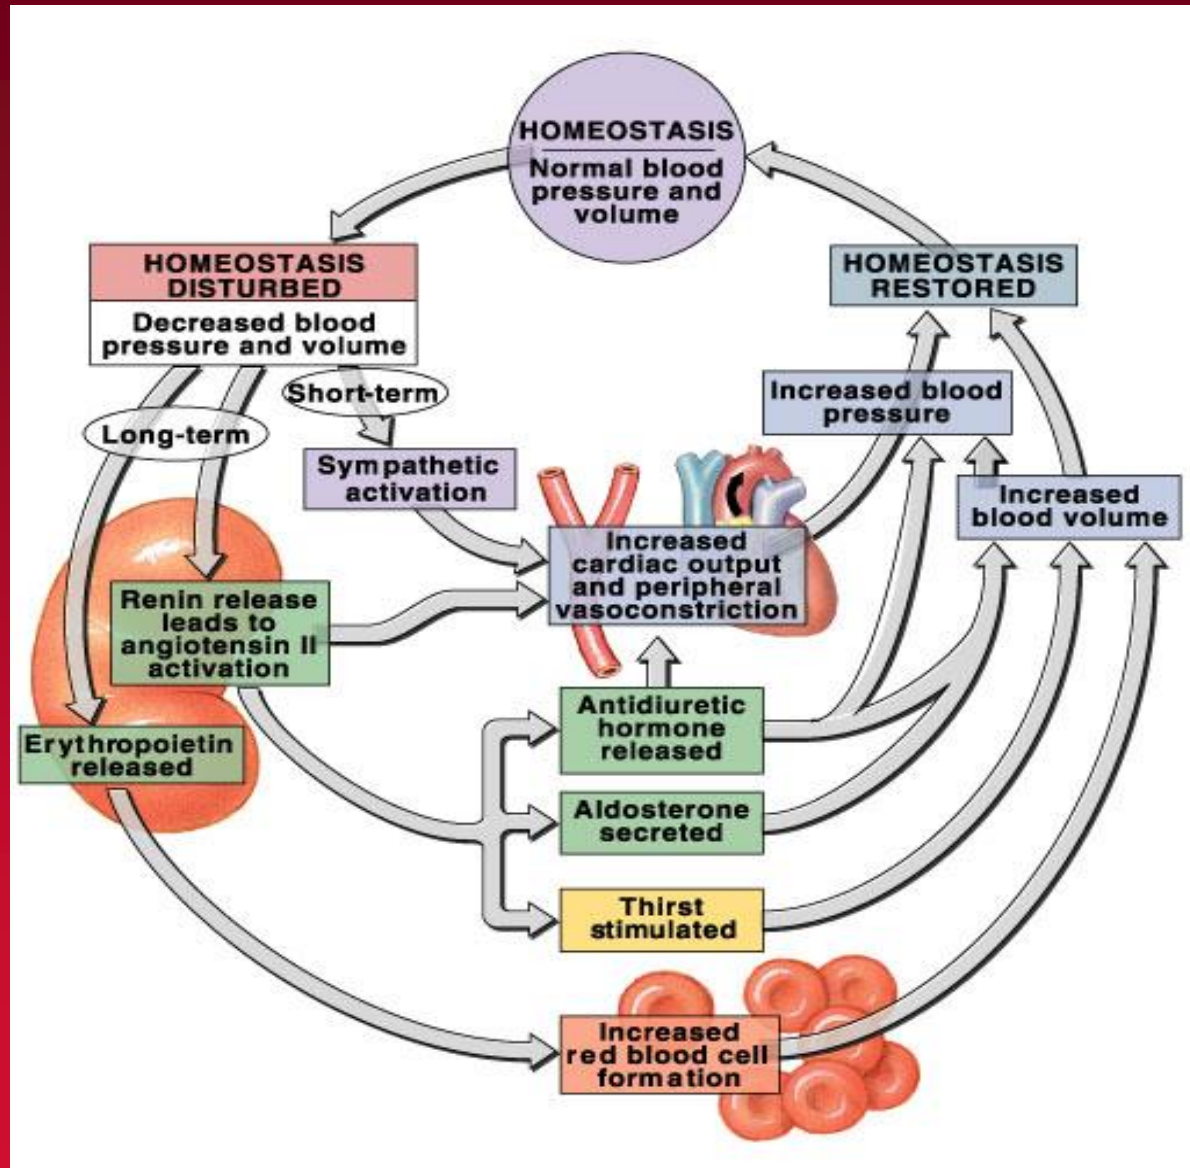 HOMEOSTASIS
Normal blood
pressure and
volume
HOMEOSTASIS
DISTURBED
Decreased blood
pressure and volume
HOMEOSTASIS
RESTORED
Short-term
Long-term
Increased blood
pressure
Sympathetic
activation
Increased
blood volume
Increased
cardiac output
and peripheral
vasoconstriction
Renin release
leads to
angiotensin II
activation
Antidiuretic
hormone
released
Erythropoietin
released
Aldosterone
secreted
Thirst
stimulated
Increased
red blood cell
formation